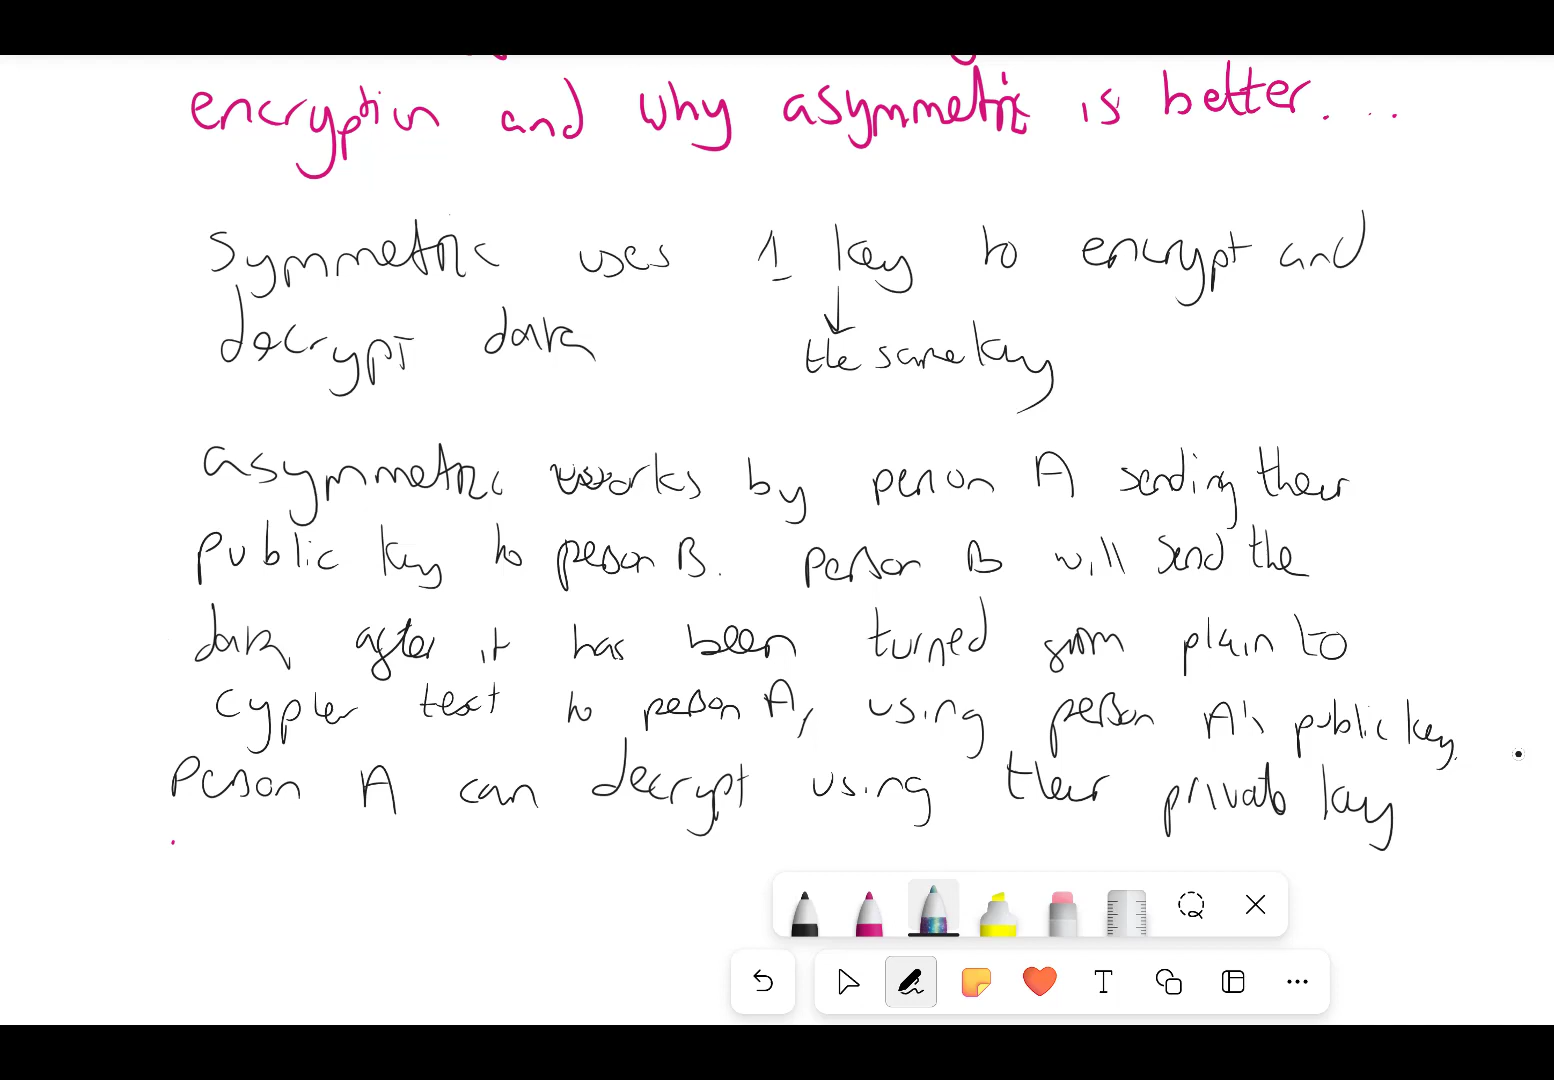 encryption and why asymmetric is better....
Symmetric uses 1 key to encrypt and
decrypt data
the same key
asymmetric works by person A sending their
public key to person B. person B will send the
data after it has been turned from plain to
cypher text to person A, using person A's public key.
Person A can decrypt using their private key
T